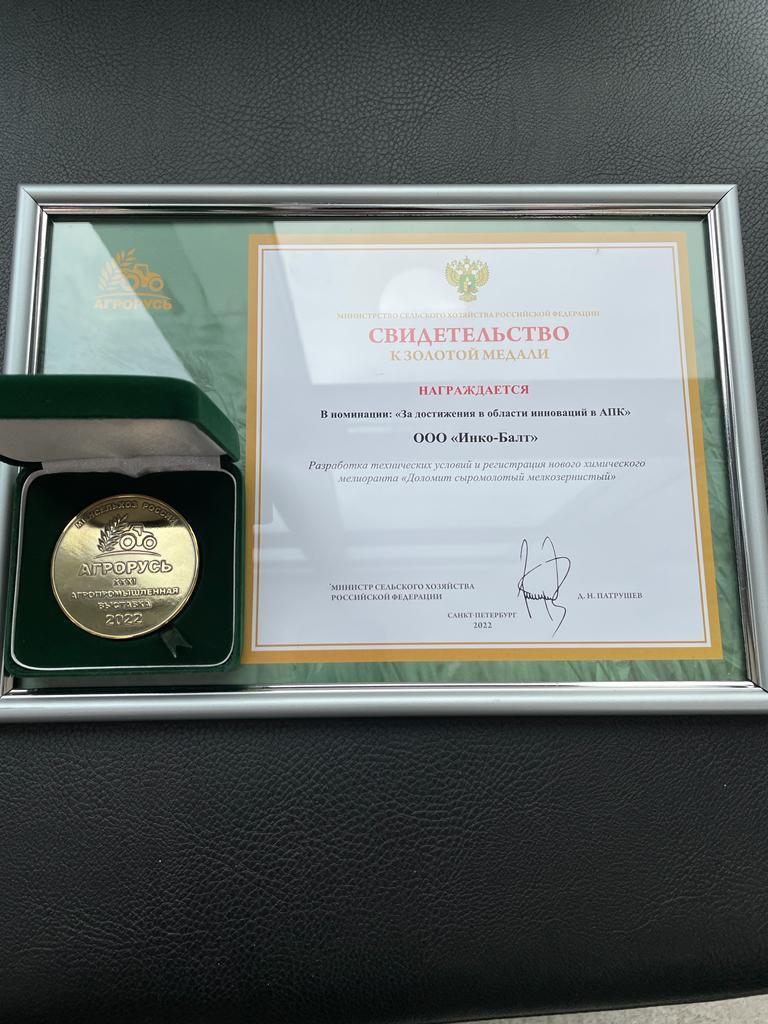 АГРОРУСЬ
МИНИСТЕРСТВО СЕЛЬСКОГО ХОЗЯЙСТВА РОССИЙСКОЙ ФЕДЕРАЦИИ
СВИДЕТЕЛЬСТВО
К ЗОЛОТОЙ МЕДАЛИ
НАГРАЖДАЕТСЯ
В номинации: «За достижения в области инноваций в АПК»
ООО «Инко-Балт»
Разработка технических условий и регистрация нового химического
мелиоранта «Доломит сыромолотый мелкозернистый»
МИНИСТР СЕЛЬСКОГО ХОЗЯЙСТВА
РОССИЙСКОЙ ФЕДЕРАЦИИ
Д. Н. ПАТРУШЕВ
САНКТ-ПЕТЕРБУРГ
2022
МИНСЕЛЬХОЗ РОССИИ
АГРОРУСЬ
XXXI
АГРОПРОМЫШЛЕННАЯ
ВЫСТАВКА
2022